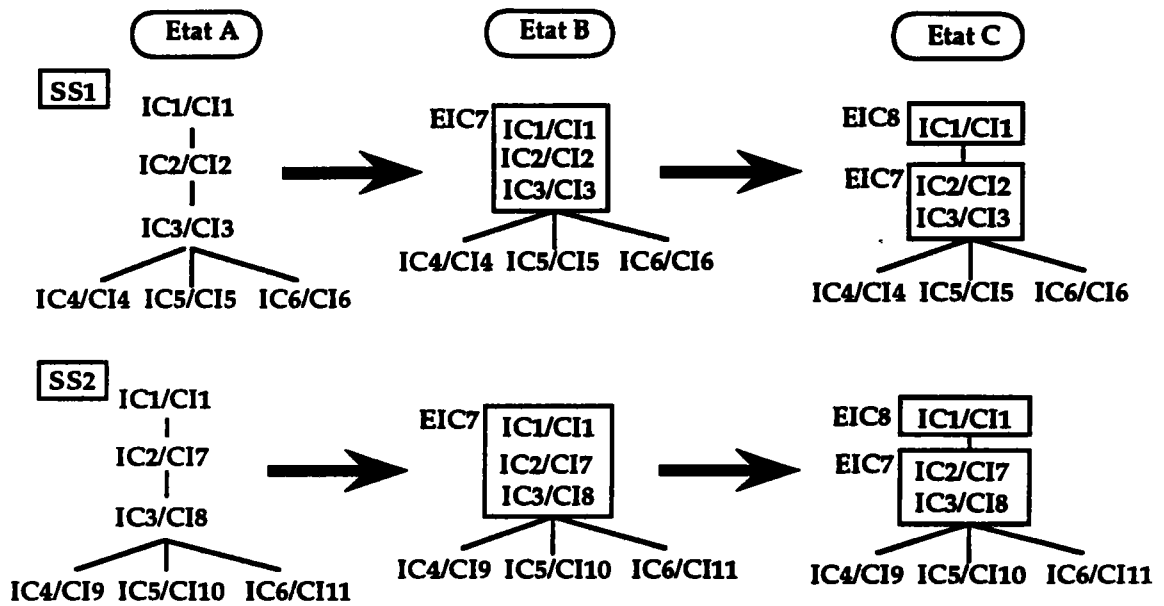 Etat A Etat B Etat C
SS1
IC1/CI1
IC2/CI2
IC3/CI3
IC4/CI4 IC5/CI5 IC6/CI6
EIC7
IC1/CI1
IC2/CI2
IC3/CI3
IC4/CI4 IC5/CI5 IC6/CI6
EIC8 IC1/CI1
EIC7
IC2/CI2
IC3/CI3
IC4/CI4 IC5/CI5 IC6/CI6
SS2
IC1/CI1
IC2/CI7
IC3/CI8
IC4/CI9 IC5/CI10 IC6/CI11
EIC7
IC1/CI1
IC2/CI7
IC3/CI8
IC4/CI9 IC5/CI10 IC6/CI11
EIC8 IC1/CI1
EIC7
IC2/CI7
IC3/CI8
IC4/CI9 IC5/CI10 IC6/CI11